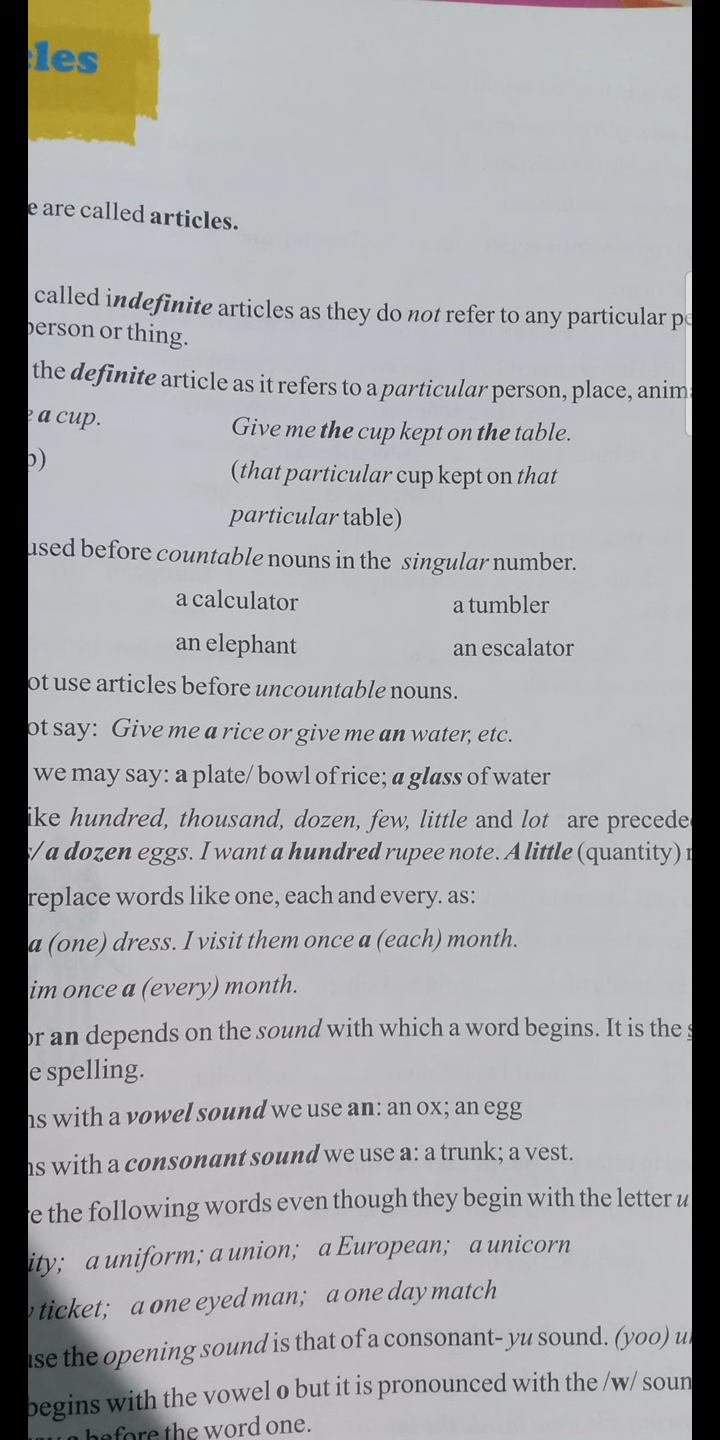 cles
e are called articles.
called indefinite articles as they do not refer to any particular pe
person or thing.
the definite article as it refers to a particular person, place, anima
e a cup. Give me the cup kept on the table.
p) (that particular cup kept on that
particular table)
used before countable nouns in the singular number.
a calculator a tumbler
an elephant an escalator
ot use articles before uncountable nouns.
ot say: Give me a rice or give me an water, etc.
we may say: a plate/ bowl of rice; a glass of water
ike hundred, thousand, dozen, few, little and lot are precede
s/ a dozen eggs. I want a hundred rupee note. A little (quantity)
replace words like one, each and every. as:
a (one) dress. I visit them once a (each) month.
im once a (every) month.
or an depends on the sound with which a word begins. It is the s
e spelling.
ns with a vowel sound we use an: an ox; an egg
ns with a consonant sound we use a: a trunk; a vest.
e the following words even though they begin with the letter u
ity; a uniform; a union; a European; a unicorn
y ticket; a one eyed man; a one day match
use the opening sound is that of a consonant- yu sound. (yoo)
begins with the vowel o but it is pronounced with the /w/ soun
before the word one.